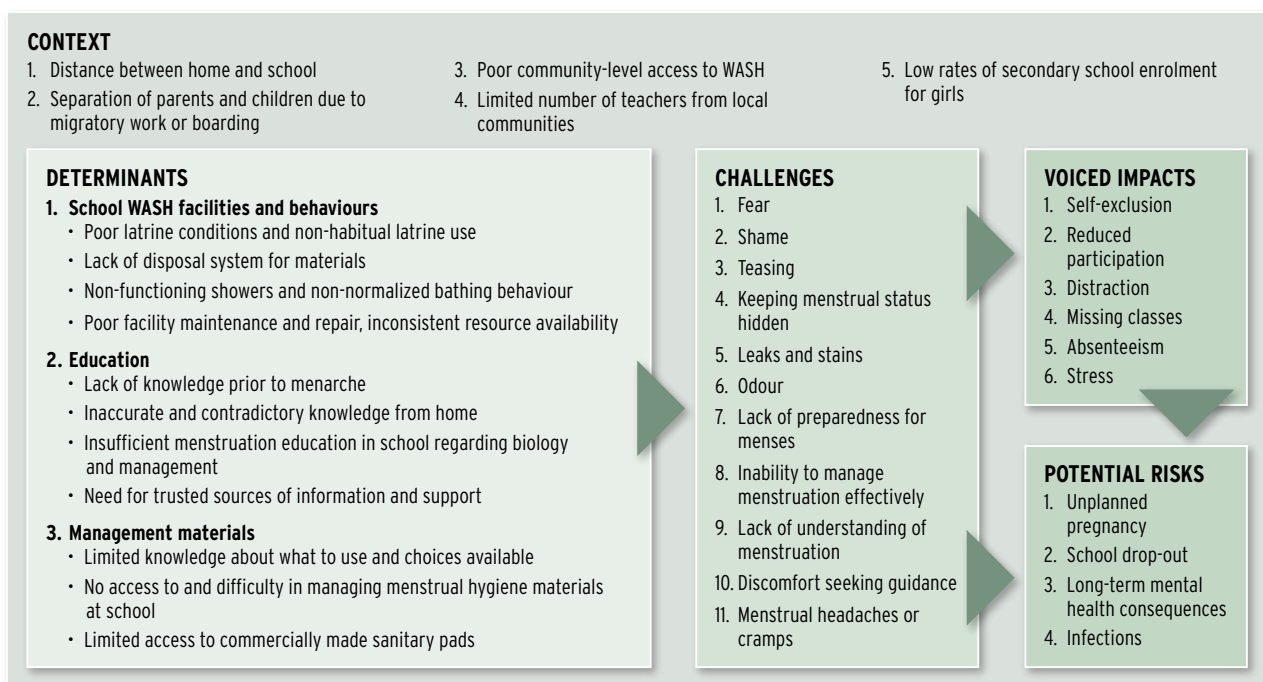 CONTEXT
1. Distance between home and school
2. Separation of parents and children due to
migratory work or boarding
3. Poor community-level access to WASH
4. Limited number of teachers from local
communities
5. Low rates of secondary school enrolment
for girls
DETERMINANTS
1. School WASH facilities and behaviours
• Poor latrine conditions and non-habitual latrine use
• Lack of disposal system for materials
• Non-functioning showers and non-normalized bathing behaviour
• Poor facility maintenance and repair, inconsistent resource availability
2. Education
• Lack of knowledge prior to menarche
• Inaccurate and contradictory knowledge from home
• Insufficient menstruation education in school regarding biology
and management
• Need for trusted sources of information and support
3. Management materials
• Limited knowledge about what to use and choices available
• No access to and difficulty in managing menstrual hygiene materials
at school
• Limited access to commercially made sanitary pads
CHALLENGES
1. Fear
2. Shame
3. Teasing
4. Keeping menstrual status
hidden
5. Leaks and stains
6. Odour
7. Lack of preparedness for
menses
8. Inability to manage
menstruation effectively
9. Lack of understanding of
menstruation
10. Discomfort seeking guidance
11. Menstrual headaches or
cramps
VOICED IMPACTS
1. Self-exclusion
2. Reduced
participation
3. Distraction
4. Missing classes
5. Absenteeism
6. Stress
POTENTIAL RISKS
1. Unplanned
pregnancy
2. School drop-out
3. Long-term mental
health consequences
4. Infections